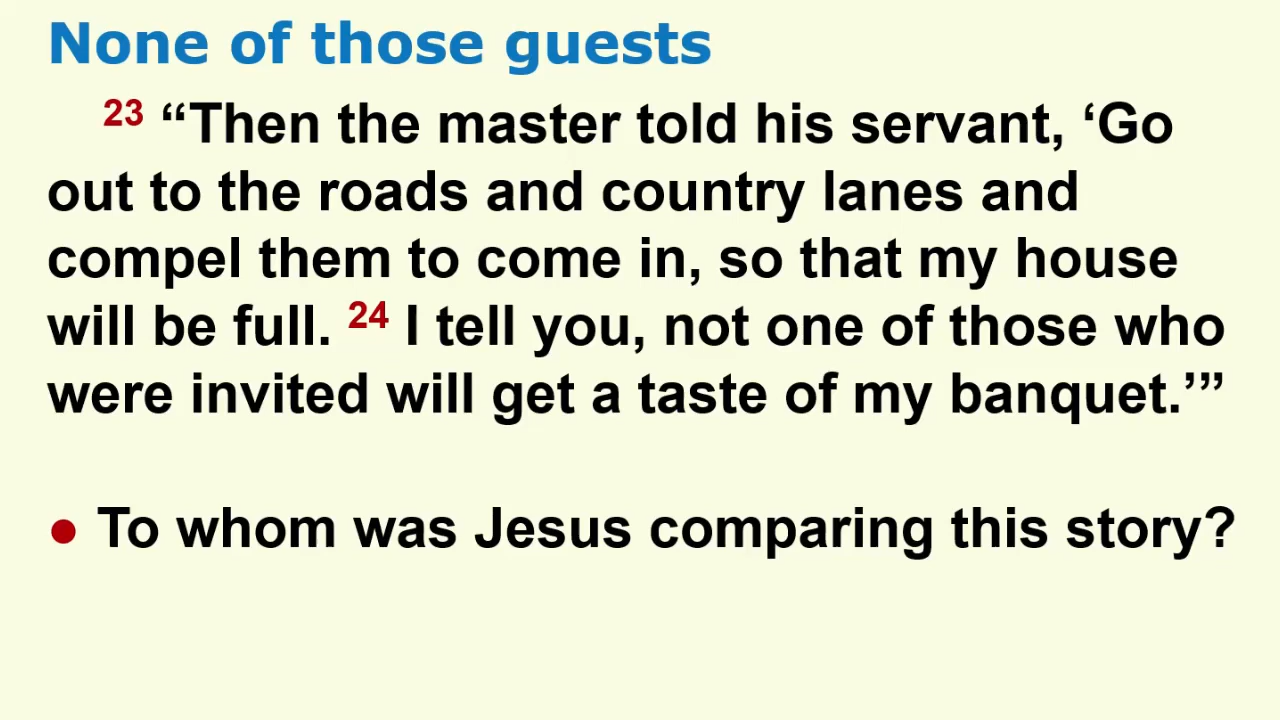 None of those guests
23 “Then the master told his servant, ‘Go
out to the roads and country lanes and
compel them to come in, so that my house
will be full. 24 I tell you, not one of those who
were invited will get a taste of my banquet.’”
● To whom was Jesus comparing this story?